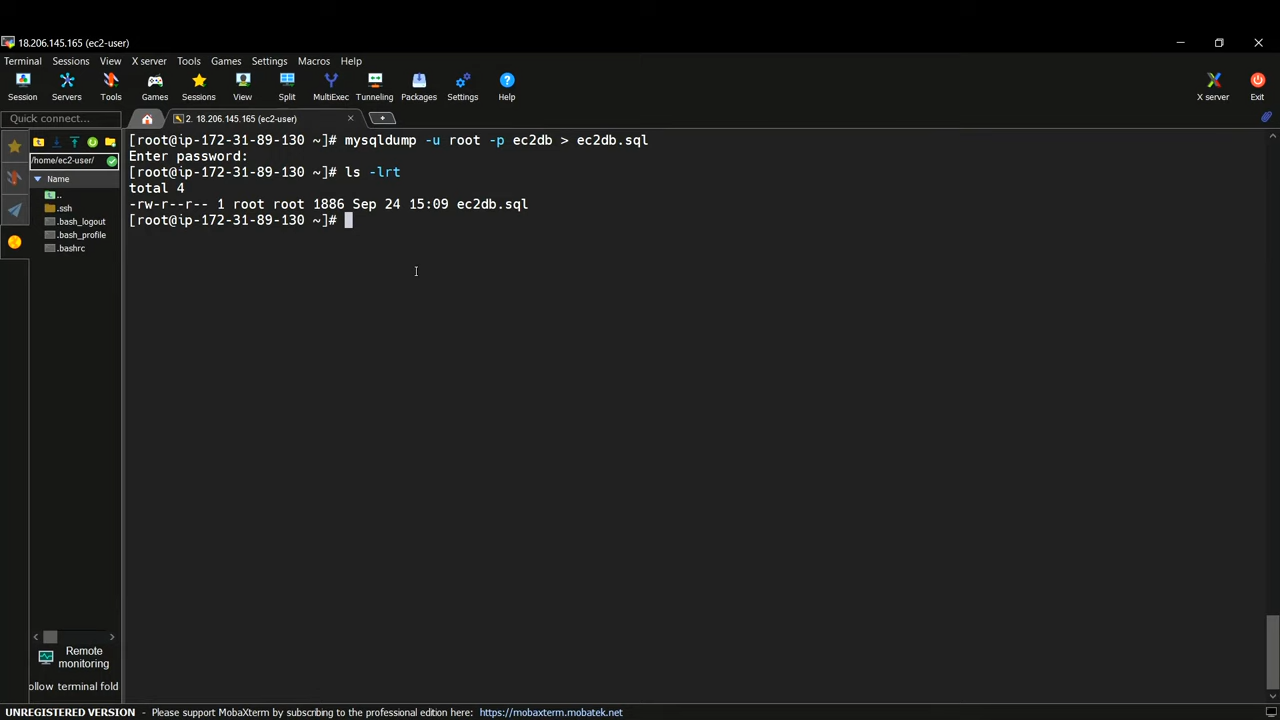 18.206.145.165 (ec2-user)
Terminal Sessions View X server Tools Games Settings Macros Help
Session Servers Tools Games Sessions View Split MultiExec Tunneling Packages Settings Help X server Exit
Quick connect...
2. 18.206.145.165 (ec2-user)
/home/ec2-user/
Name
..
.ssh
.bash_logout
.bash_profile
.bashrc
Remote
monitoring
ollow terminal fold
[root@ip-172-31-89-130 ~]# mysqldump -u root -p ec2db > ec2db.sql
Enter password:
[root@ip-172-31-89-130 ~]# ls -lrt
total 4
-rw-r--r-- 1 root root 1886 Sep 24 15:09 ec2db.sql
[root@ip-172-31-89-130 ~]#
UNREGISTERED VERSION - Please support MobaXterm by subscribing to the professional edition here: https://mobaxterm.mobatek.net